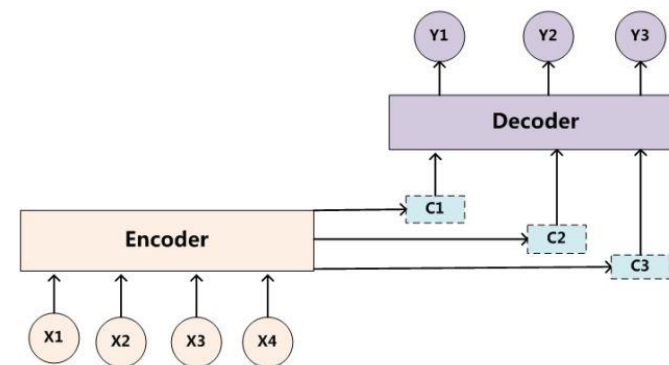 Y1 Y2 Y3
Decoder
C1
Encoder
C2
C3
X1 X2 X3 X4